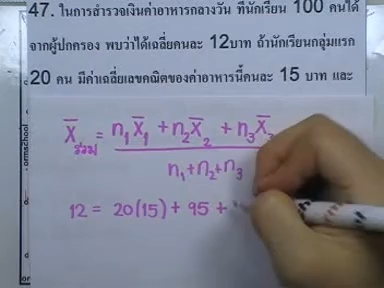 47. ในการสำรวจเงินค่าอาหารกลางวัน ที่นักเรียน 100 คนได้
จากผู้ปกครอง พบว่าได้เฉลี่ยคนละ 12บาท ถ้านักเรียนกลุ่มแรก
20 คน มีค่าเฉลี่ยเลขคณิตของค่าอาหารนี้คนละ 15 บาท และ
X̄รวม = n₁X̄₁ + n₂X̄₂ + n₃X̄₃
n₁+n₂+n₃
12 = 20(15) + 95 +
ormschool